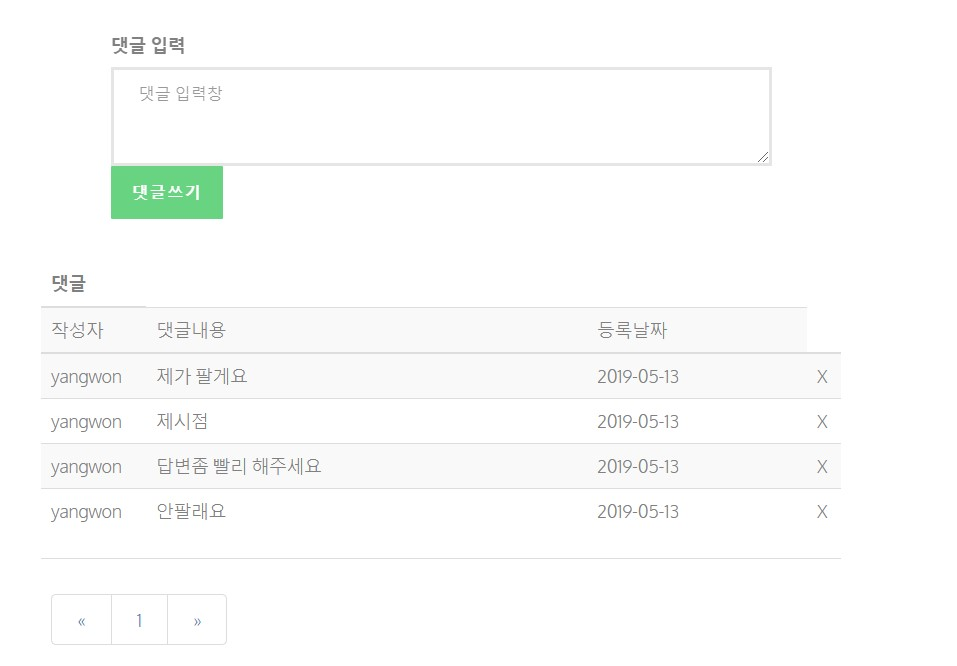 댓글 입력
댓글 입력창
댓글쓰기
댓글
작성자 댓글내용 등록날짜
yangwon 제가 팔게요 2019-05-13 X
yangwon 제시점 2019-05-13 X
yangwon 답변좀 빨리 해주세요 2019-05-13 X
yangwon 안팔래요 2019-05-13 X
« 1 »